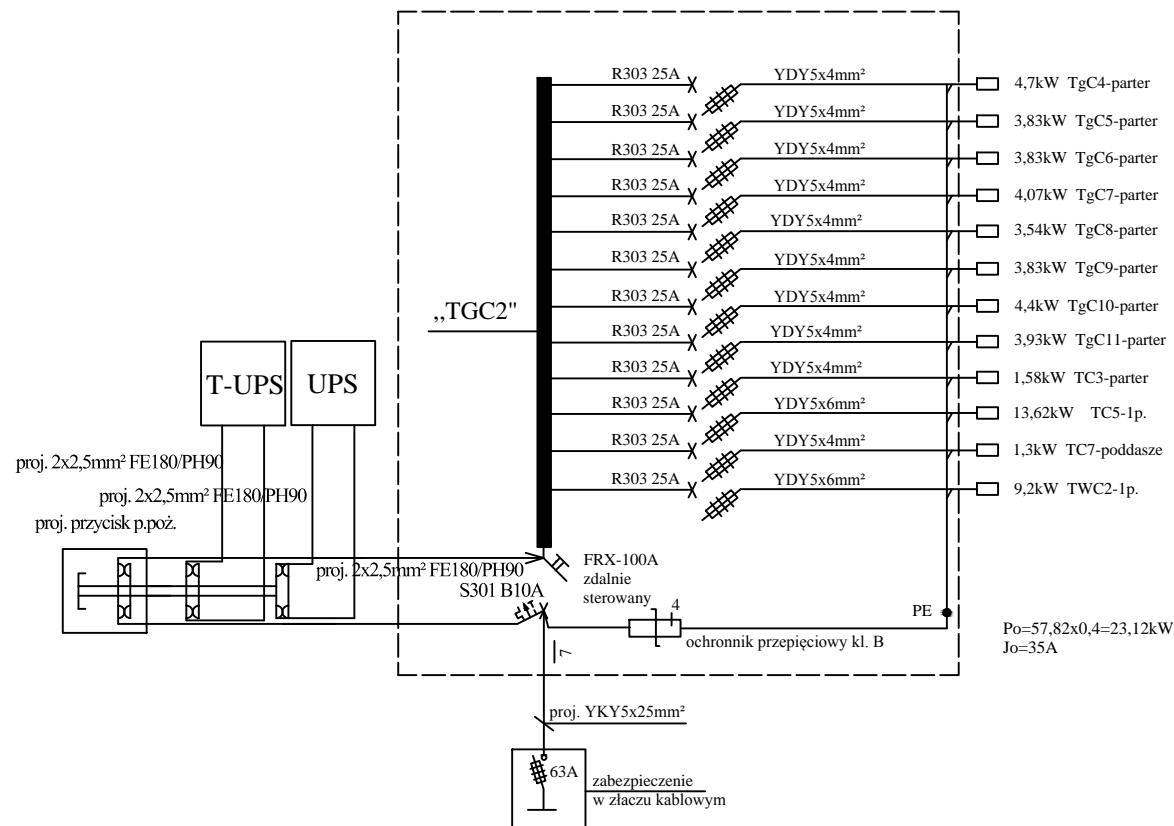 R303 25A YDY5x4mm² 4,7kW TgC4-parter
R303 25A YDY5x4mm² 3,83kW TgC5-parter
R303 25A YDY5x4mm² 3,83kW TgC6-parter
R303 25A YDY5x4mm² 4,07kW TgC7-parter
R303 25A YDY5x4mm² 3,54kW TgC8-parter
R303 25A YDY5x4mm² 3,83kW TgC9-parter
R303 25A YDY5x4mm² 4,4kW TgC10-parter
R303 25A YDY5x4mm² 3,93kW TgC11-parter
R303 25A YDY5x4mm² 1,58kW TC3-parter
R303 25A YDY5x6mm² 13,62kW TC5-1p.
R303 25A YDY5x4mm² 1,3kW TC7-poddasze
R303 25A YDY5x6mm² 9,2kW TWC2-1p.
,,TGC2"
T-UPS
UPS
proj. 2x2,5mm² FE180/PH90
proj. 2x2,5mm² FE180/PH90
proj. przycisk p.poż.
proj. 2x2,5mm² FE180/PH90
S301 B10A
FRX-100A
zdalnie
sterowany
4
ochronnik przepięciowy kl. B
PE
Po=57,82x0,4=23,12kW
Jo=35A
7
proj. YKY5x25mm²
63A
zabezpieczenie
w złaczu kablowym